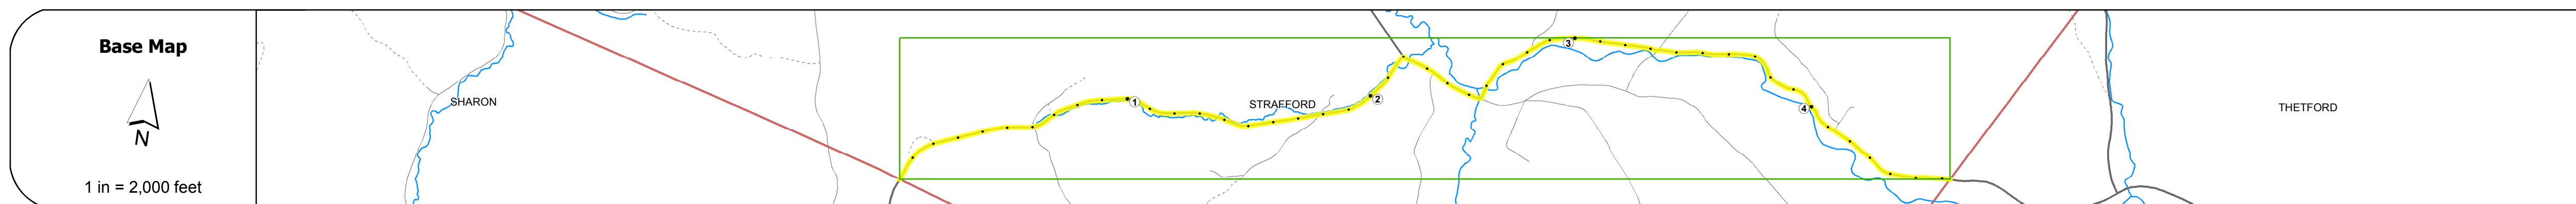 Base Map
N
1 in = 2,000 feet
SHARON
1
STRAFFORD
2
3
4
THETFORD